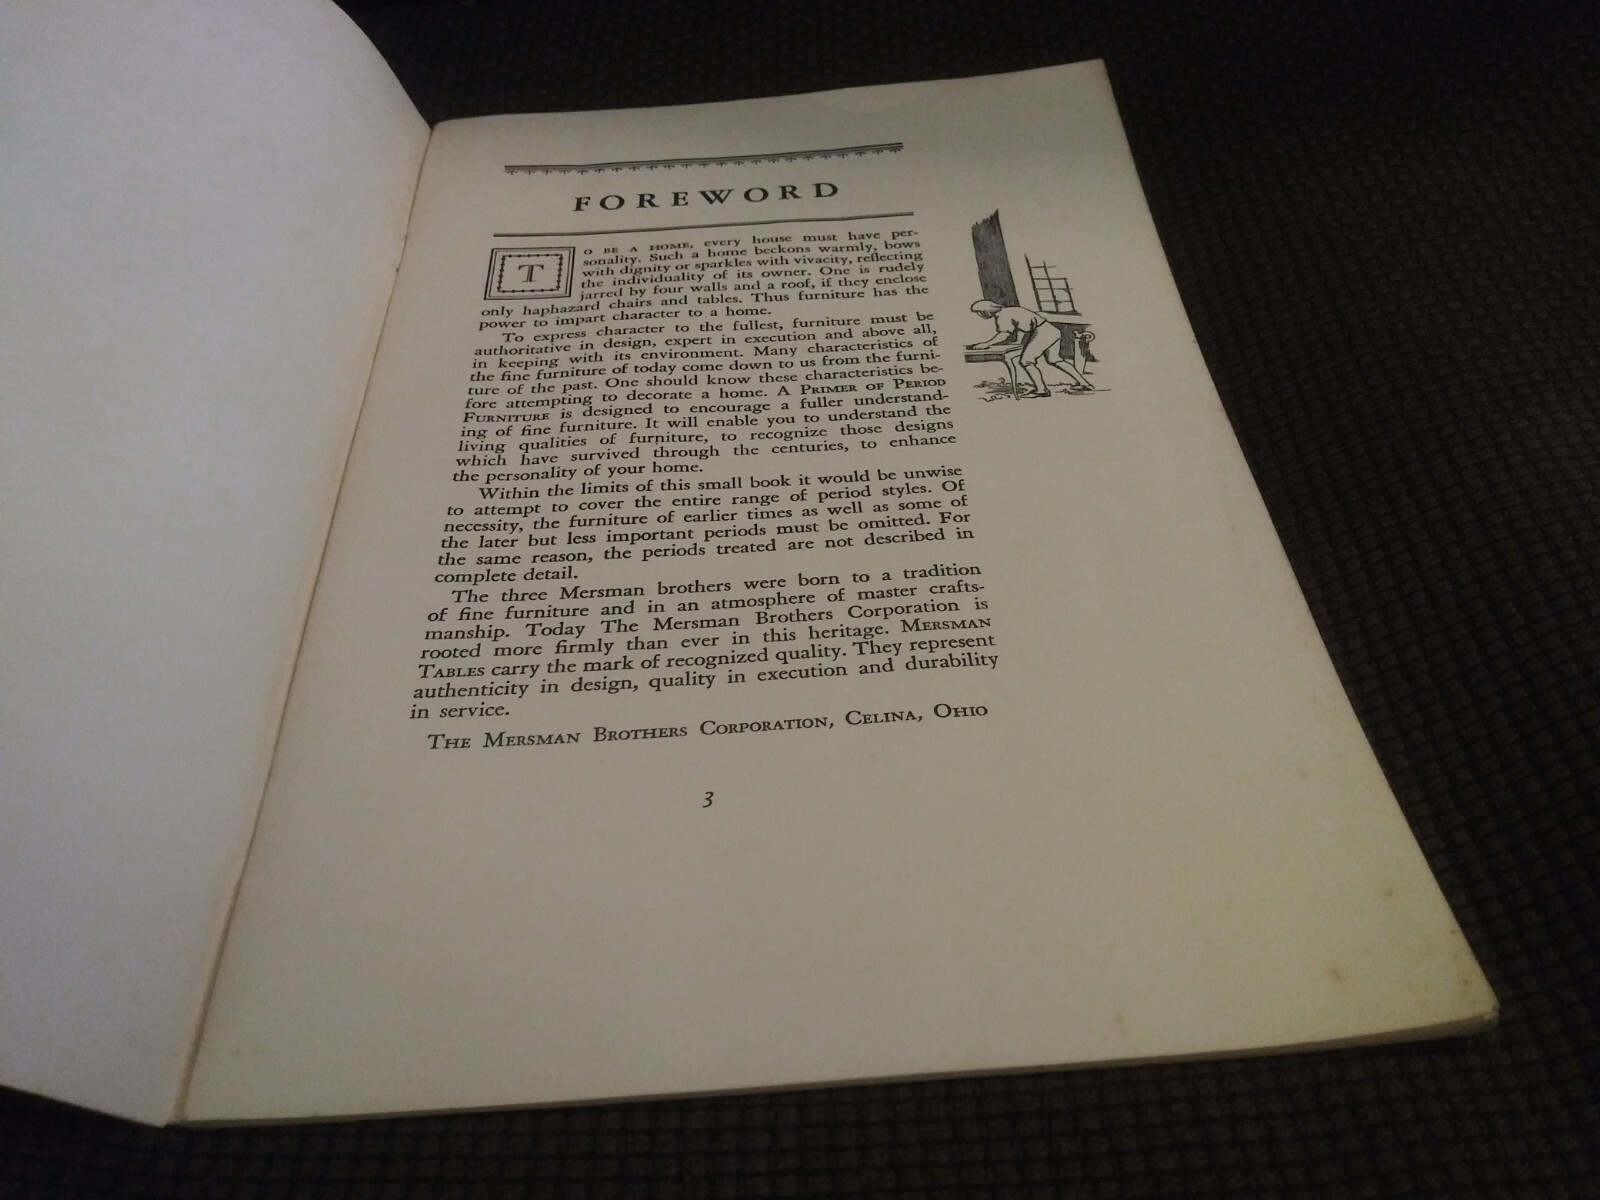 FOREWORD
TO BE A HOME, every house must have per-
sonality. Such a home beckons warmly, bows
with dignity or sparkles with vivacity, reflecting
the individuality of its owner. One is rudely
jarred by four walls and a roof, if they enclose
only haphazard chairs and tables. Thus furniture has the
power to impart character to a home.
To express character to the fullest, furniture must be
authoritative in design, expert in execution and above all,
in keeping with its environment. Many characteristics of
the fine furniture of today come down to us from the furni-
ture of the past. One should know these characteristics be-
fore attempting to decorate a home. A PRIMER OF PERIOD
FURNITURE is designed to encourage a fuller understand-
ing of fine furniture. It will enable you to understand the
living qualities of furniture, to recognize those designs
which have survived through the centuries, to enhance
the personality of your home.
Within the limits of this small book it would be unwise
to attempt to cover the entire range of period styles. Of
necessity, the furniture of earlier times as well as some of
the later but less important periods must be omitted. For
the same reason, the periods treated are not described in
complete detail.
The three Mersman brothers were born to a tradition
of fine furniture and in an atmosphere of master crafts-
manship. Today The Mersman Brothers Corporation is
rooted more firmly than ever in this heritage. MERSMAN
TABLES carry the mark of recognized quality. They represent
authenticity in design, quality in execution and durability
in service.
THE MERSMAN BROTHERS CORPORATION, CELINA, OHIO
3